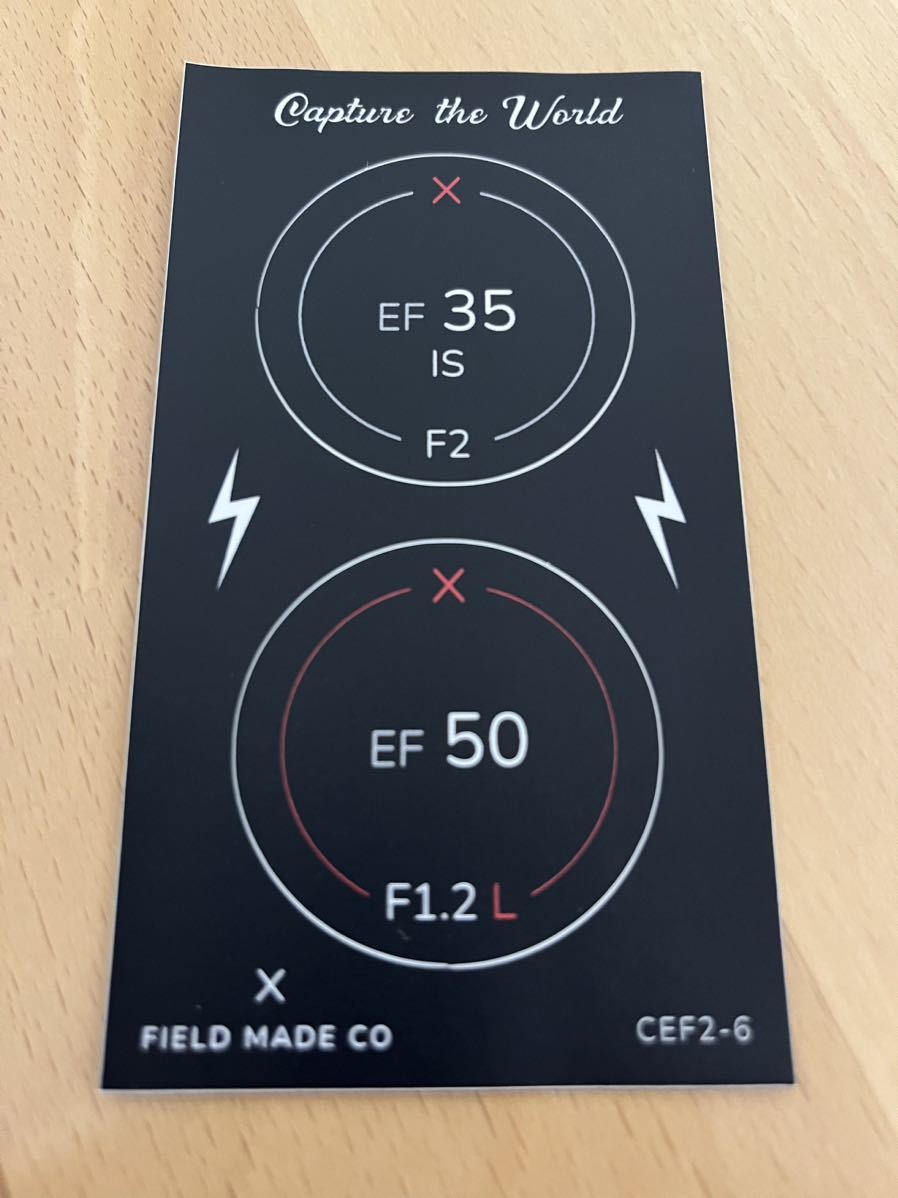 Capture the World
X
EF 35
IS
F2
X
EF 50
F1.2 L
X
FIELD MADE CO
CEF2-6